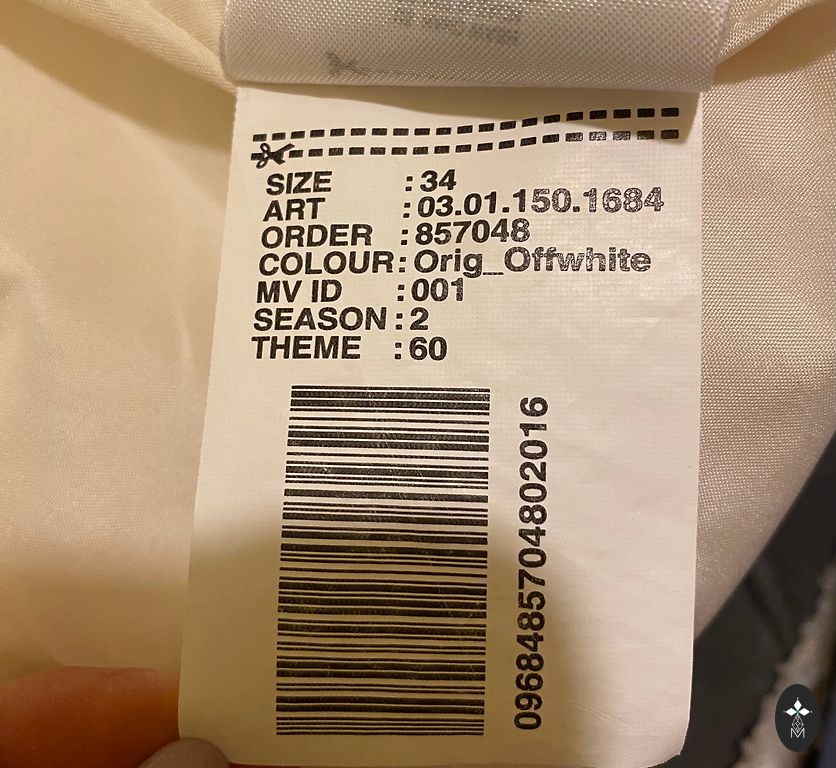 SIZE :34
ART :03.01.150.1684
ORDER :857048
COLOUR:Orig_Offwhite
MV ID :001
SEASON:2
THEME :60
0968485704802016
M